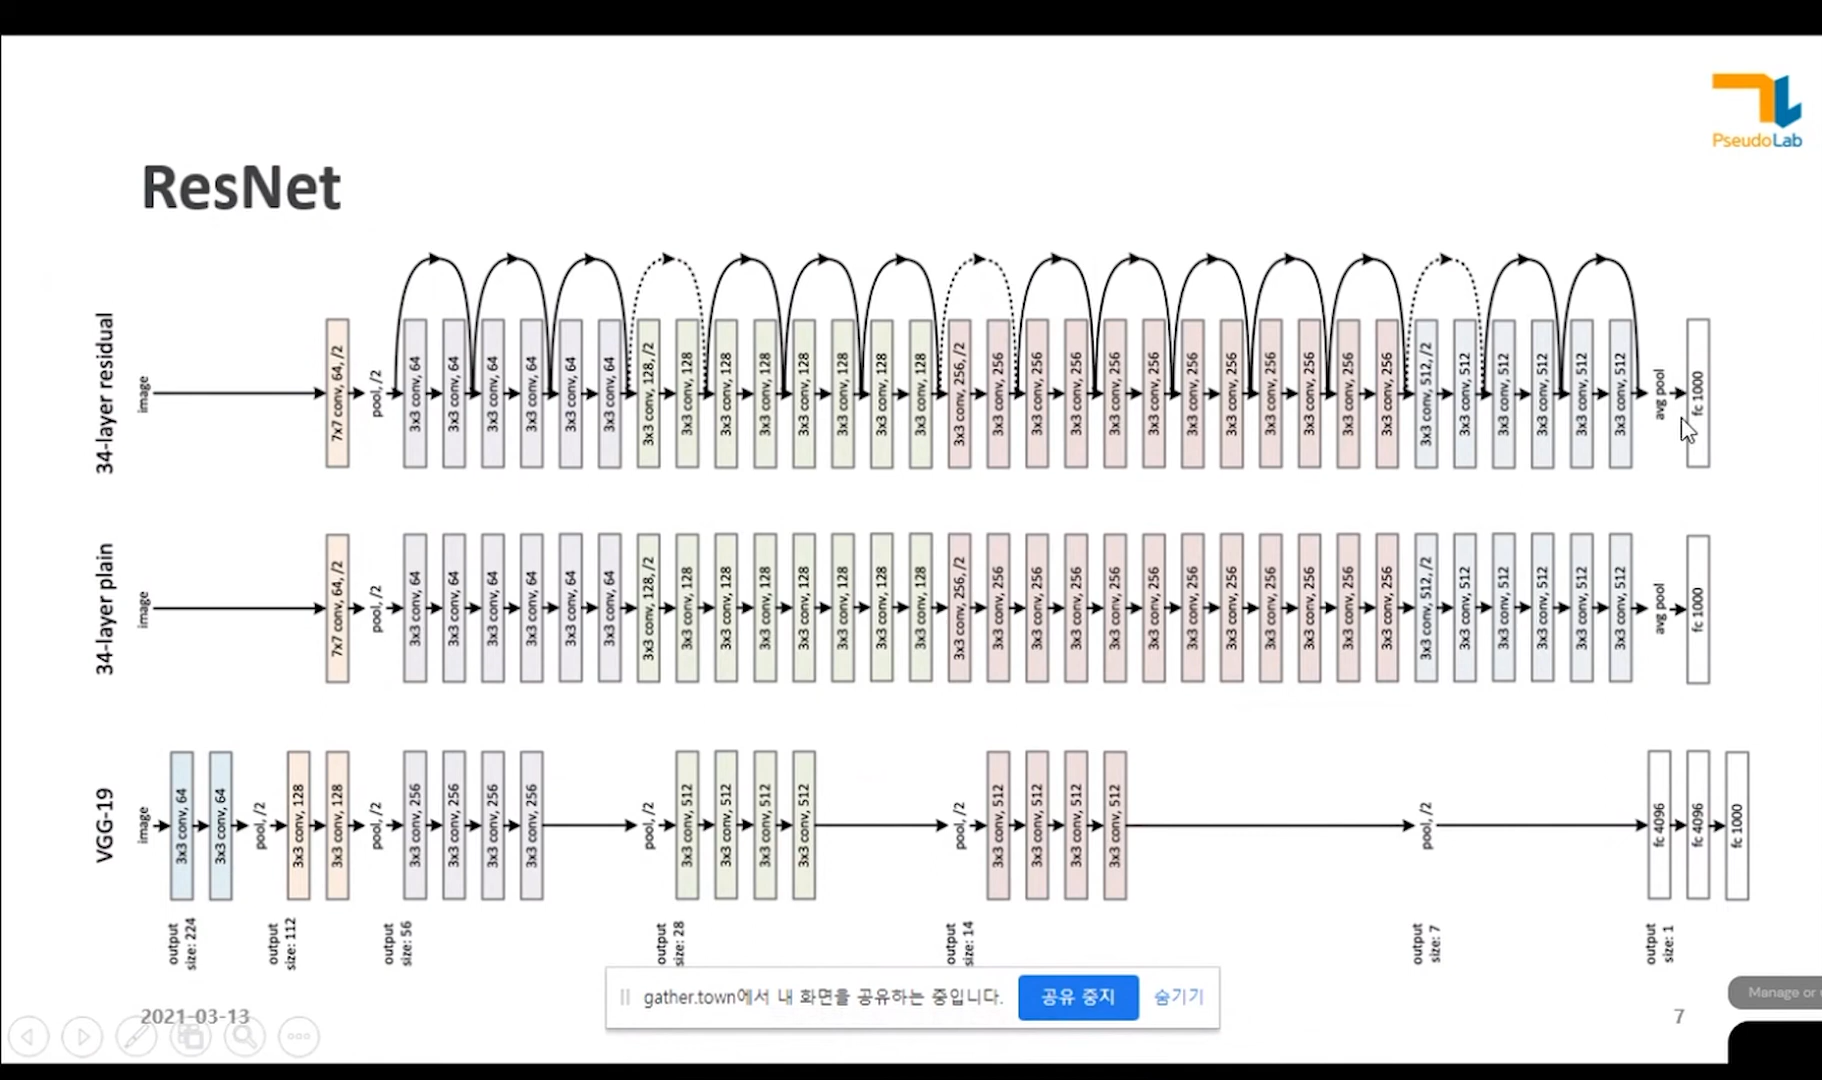 PseudoLab
ResNet
34-layer residual
image
7x7 conv, 64, /2
pool, /2
3x3 conv, 64
3x3 conv, 64
3x3 conv, 64
3x3 conv, 64
3x3 conv, 64
3x3 conv, 64
3x3 conv, 128, /2
3x3 conv, 128
3x3 conv, 128
3x3 conv, 128
3x3 conv, 128
3x3 conv, 128
3x3 conv, 128
3x3 conv, 128
3x3 conv, 256, /2
3x3 conv, 256
3x3 conv, 256
3x3 conv, 256
3x3 conv, 256
3x3 conv, 256
3x3 conv, 256
3x3 conv, 256
3x3 conv, 256
3x3 conv, 256
3x3 conv, 256
3x3 conv, 256
3x3 conv, 512, /2
3x3 conv, 512
3x3 conv, 512
3x3 conv, 512
3x3 conv, 512
3x3 conv, 512
avg pool
fc 1000
34-layer plain
image
7x7 conv, 64, /2
pool, /2
3x3 conv, 64
3x3 conv, 64
3x3 conv, 64
3x3 conv, 64
3x3 conv, 64
3x3 conv, 64
3x3 conv, 128, /2
3x3 conv, 128
3x3 conv, 128
3x3 conv, 128
3x3 conv, 128
3x3 conv, 128
3x3 conv, 128
3x3 conv, 128
3x3 conv, 256, /2
3x3 conv, 256
3x3 conv, 256
3x3 conv, 256
3x3 conv, 256
3x3 conv, 256
3x3 conv, 256
3x3 conv, 256
3x3 conv, 256
3x3 conv, 256
3x3 conv, 256
3x3 conv, 256
3x3 conv, 512, /2
3x3 conv, 512
3x3 conv, 512
3x3 conv, 512
3x3 conv, 512
3x3 conv, 512
avg pool
fc 1000
VGG-19
image
3x3 conv, 64
3x3 conv, 64
pool, /2
3x3 conv, 128
3x3 conv, 128
pool, /2
3x3 conv, 256
3x3 conv, 256
3x3 conv, 256
3x3 conv, 256
pool, /2
3x3 conv, 512
3x3 conv, 512
3x3 conv, 512
3x3 conv, 512
pool, /2
3x3 conv, 512
3x3 conv, 512
3x3 conv, 512
3x3 conv, 512
pool, /2
fc 4096
fc 4096
fc 1000
output
size: 224
output
size: 112
output
size: 56
output
size: 28
output
size: 14
output
size: 7
output
size: 1
gather.town에서 내 화면을 공유하는 중입니다.
공유 중지
숨기기
Manage or
2021-03-13
7